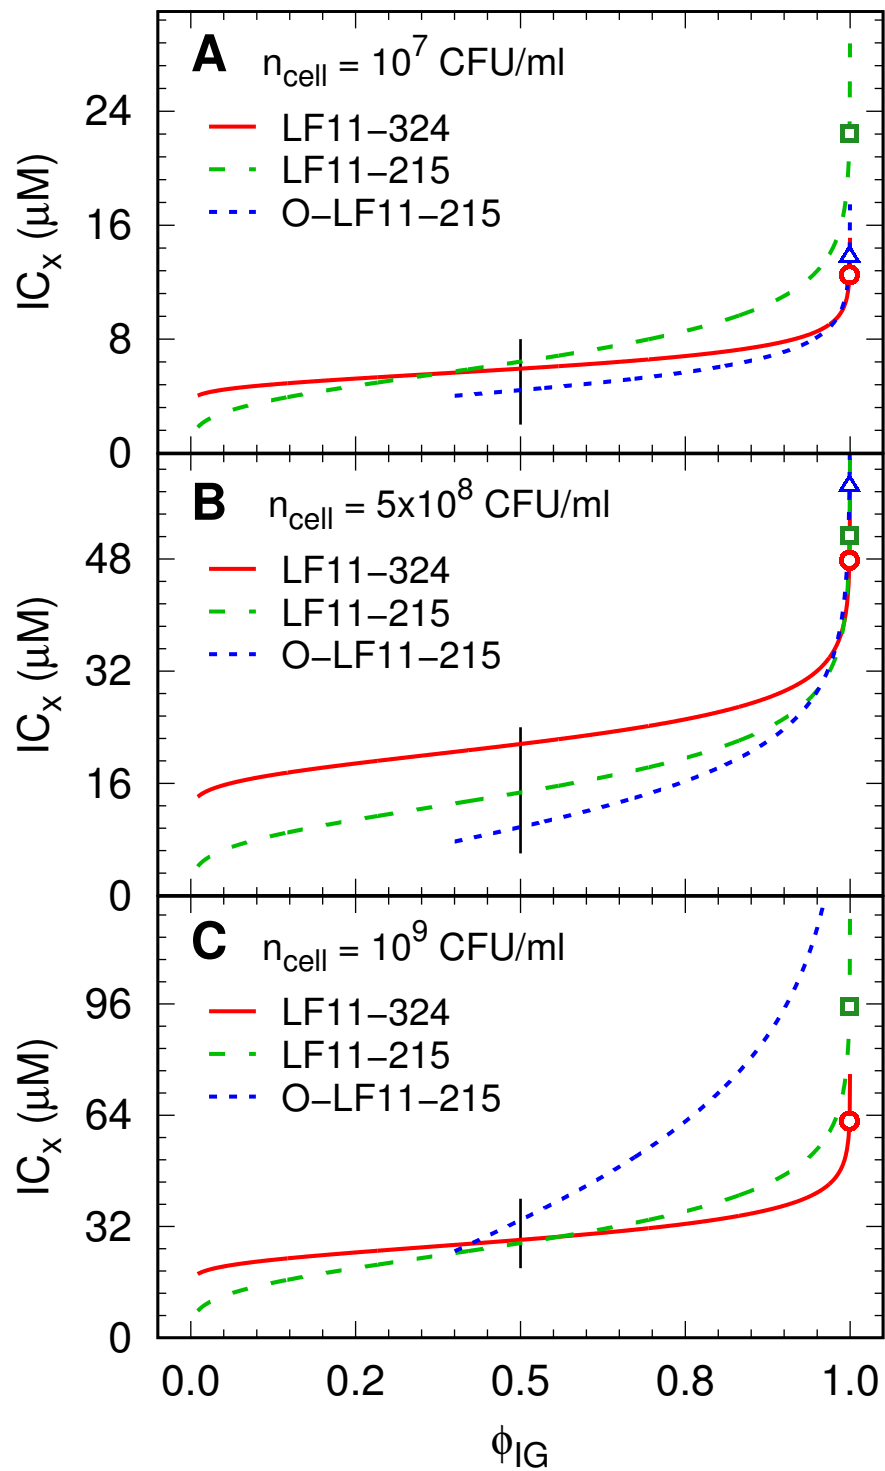 A n_cell = 10^7 CFU/ml
LF11−324
LF11−215
O−LF11−215
IC_x (μM)
24
16
8
0
B n_cell = 5x10^8 CFU/ml
LF11−324
LF11−215
O−LF11−215
IC_x (μM)
48
32
16
0
C n_cell = 10^9 CFU/ml
LF11−324
LF11−215
O−LF11−215
IC_x (μM)
96
64
32
0
0.0 0.2 0.5 0.8 1.0
ϕ_IG